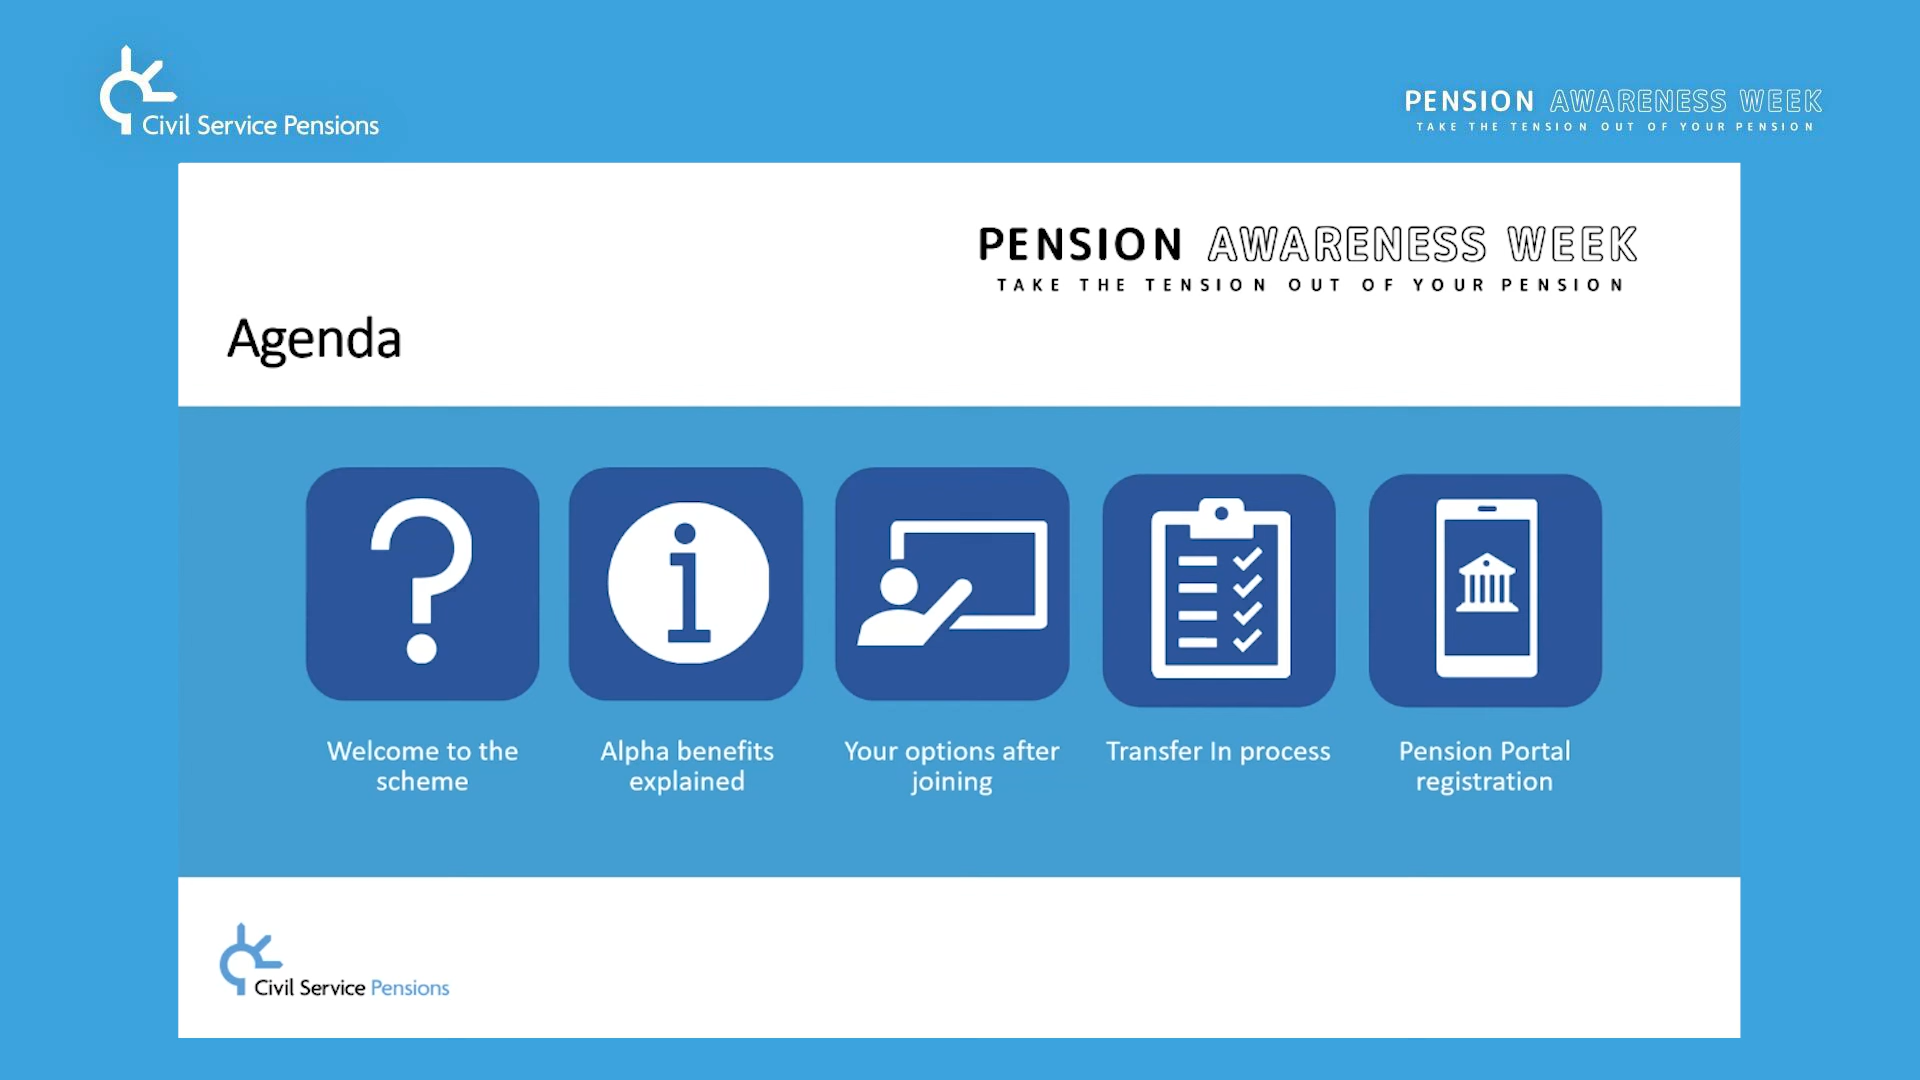 Civil Service Pensions
PENSION AWARENESS WEEK
TAKE THE TENSION OUT OF YOUR PENSION
PENSION AWARENESS WEEK
TAKE THE TENSION OUT OF YOUR PENSION
Agenda
Welcome to the
scheme
Alpha benefits
explained
Your options after
joining
Transfer In process
Pension Portal
registration
Civil Service Pensions